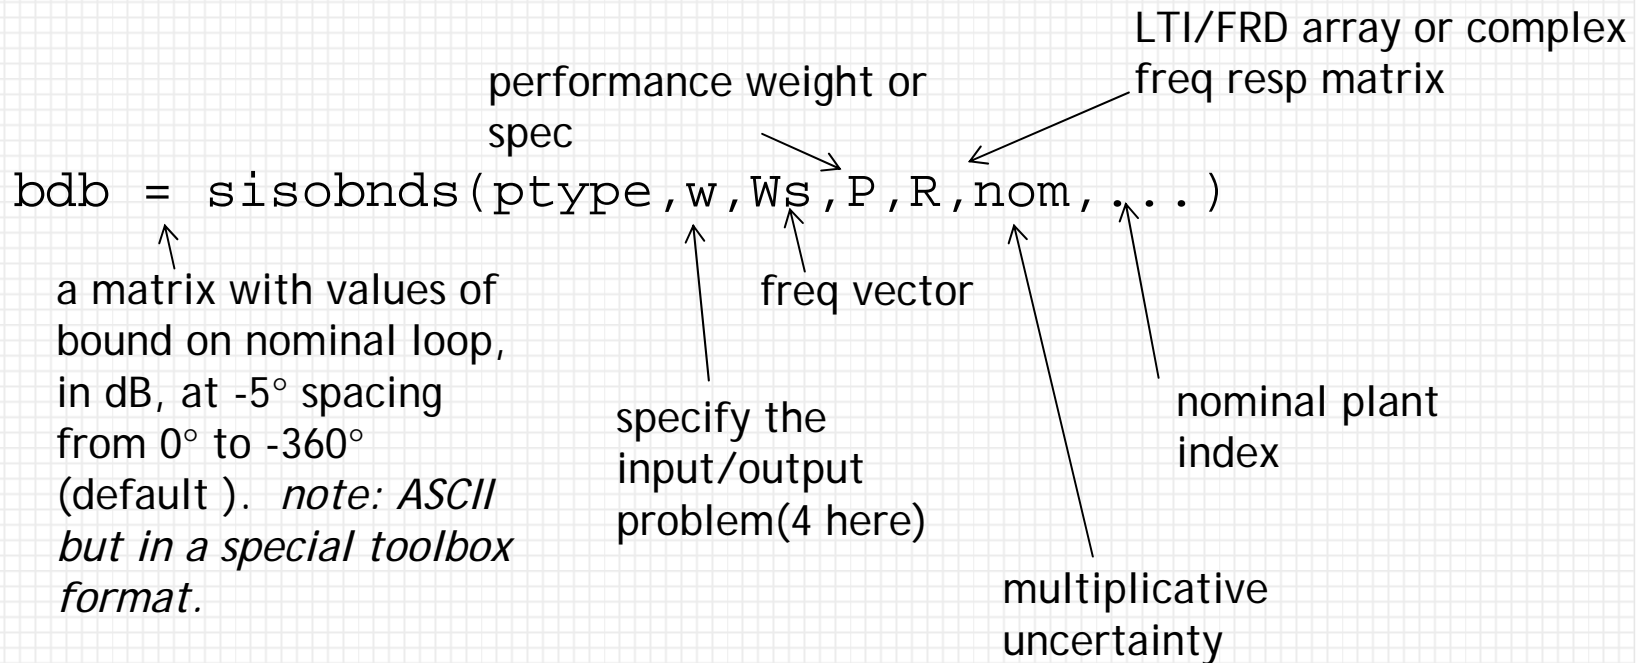 LTI/FRD array or complex
freq resp matrix
performance weight or
spec
bdb = sisobnds(ptype,w,Ws,P,R,nom,...)
a matrix with values of
bound on nominal loop,
in dB, at -5° spacing
from 0° to -360°
(default ). note: ASCII
but in a special toolbox
format.
freq vector
specify the
input/output
problem(4 here)
nominal plant
index
multiplicative
uncertainty